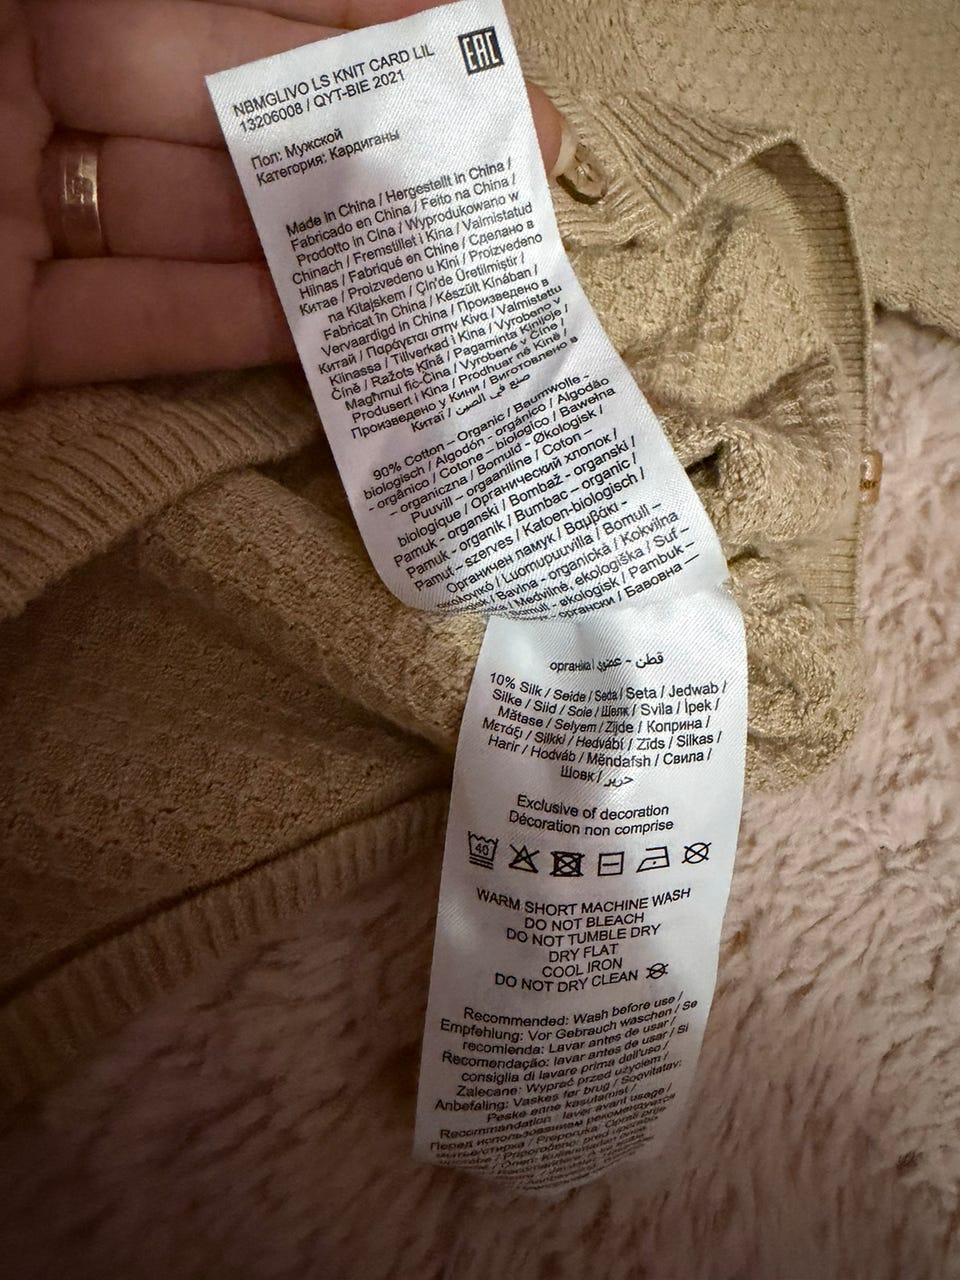 NBMGLIVO LS KNIT CARD LIL
13206008 / QYT-BIE 2021
EAC
Пол: Мужской
Категория: Кардиганы
Made in China / Hergestellt in China /
Fabricado en China / Feito na China /
Prodotto in Cina / Wyprodukowano w
Chinach / Fremstillet i Kina / Valmistatud
Hiinas / Fabriqué en Chine / Сделано в
Китае / Proizvedeno u Kini / Proizvedeno
na Kitajskem / Çin'de Üretilmiştir /
Fabricat în China / Készült Kínában /
Vervaardigd in China / Произведено в
Китай / Παράγεται στην Κίνα / Valmistettu
Kiinassa / Tillverkad i Kina / Vyrobeno v
Číně / Ražots Ķīnā / Pagaminta Kinijoje /
Magħmul fiċ-Ċina / Vyrobené v Číne /
Produsert i Kina / Prodhuar në Kinë /
Произведено у Кини / Виготовлено в
Китаї / صنع في الصين
90% Cotton – Organic / Baumwolle -
biologisch / Algodón - orgánico / Algodão
- orgânico / Cotone - biologico / Bawełna
- organiczna / Bomuld - Økologisk /
Puuvill - orgaaniline / Coton –
biologique / Органический хлопок /
Pamuk - organski / Bombaž - organski /
Pamuk - organik / Bumbac – organic /
Pamut – szerves / Katoen-biologisch /
Органичен памук / Βαμβάκι -
οικολογικό / Luomupuuvilla / Bomull –
/ Bavlna - organická / Kokvilna
/ Medvilnė, ekologiška / Suf –
/ Bomull - økologisk / Pambuk –
- органски / Бавовна —
органіка / قطن - عضوي
10% Silk / Seide / Seda / Seta / Jedwab /
Silke / Siid / Soie / Шелк / Svila / İpek /
Mătase / Selyem / Zijde / Коприна /
Μετάξι / Silkki / Hedvábí / Zīds / Silkas /
Ħarir / Hodváb / Mëndafsh / Свила /
Шовк / حرير
Exclusive of decoration
Décoration non comprise
40
WARM SHORT MACHINE WASH
DO NOT BLEACH
DO NOT TUMBLE DRY
DRY FLAT
COOL IRON
DO NOT DRY CLEAN
Recommended: Wash before use /
Empfehlung: Vor Gebrauch waschen / Se
recomienda: Lavar antes de usar /
Recomendação: lavar antes de usar / Si
consiglia di lavare prima dell'uso /
Zalecane: Wyprać przed użyciem /
Anbefaling: Vaskes før brug / Soovitatav:
Peske enne kasutamist /
Recommandation : laver avant usage /
Перед использованием рекомендуется